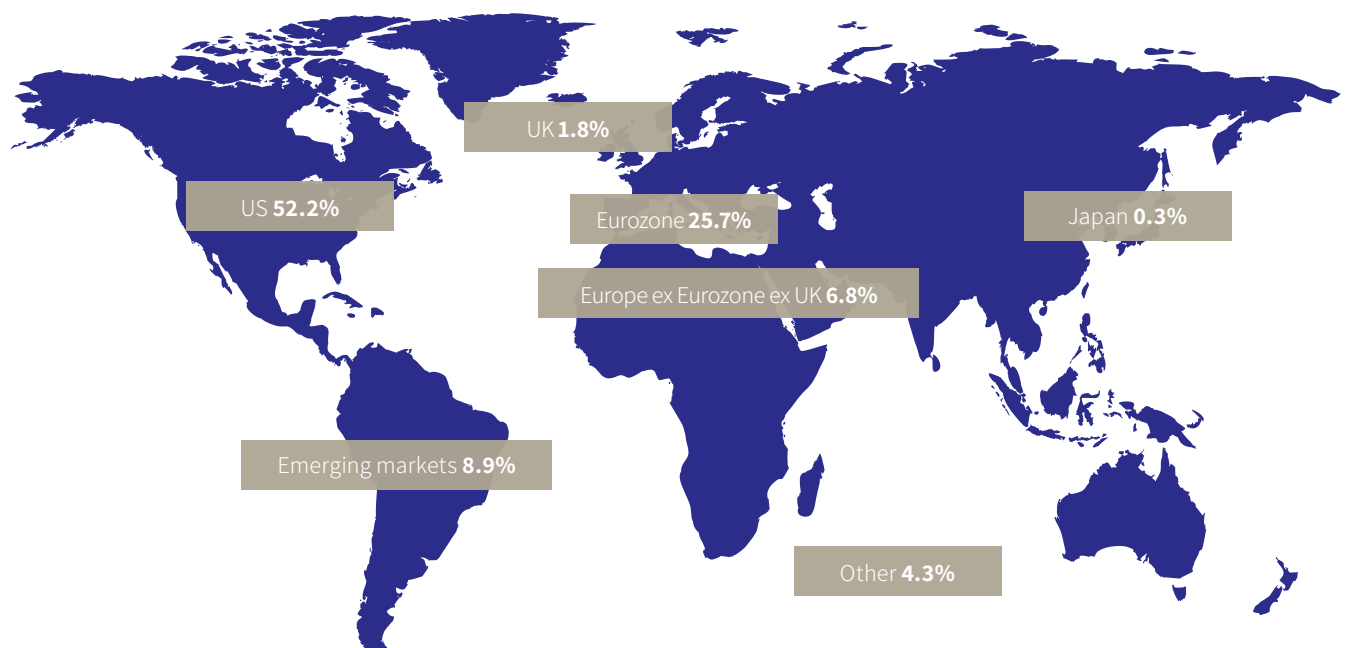 UK 1.8%
US 52.2%
Eurozone 25.7%
Japan 0.3%
Europe ex Eurozone ex UK 6.8%
Emerging markets 8.9%
Other 4.3%